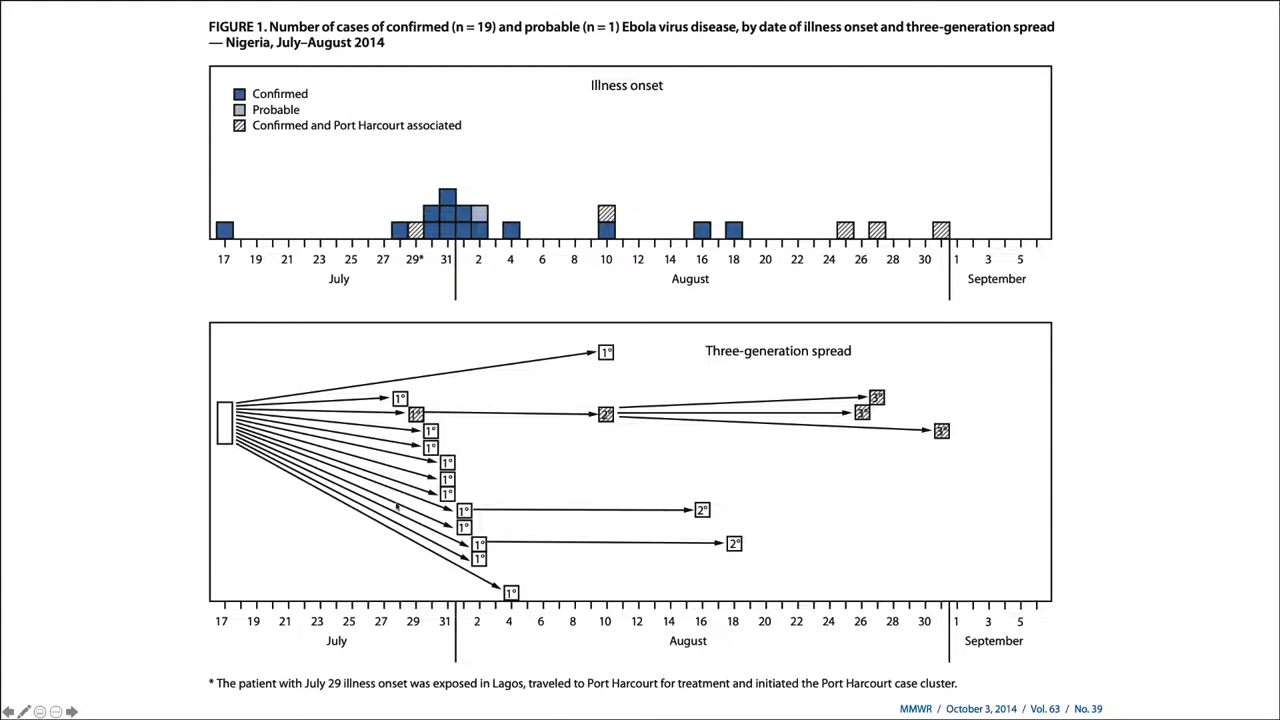 FIGURE 1. Number of cases of confirmed (n = 19) and probable (n = 1) Ebola virus disease, by date of illness onset and three-generation spread
— Nigeria, July–August 2014
Illness onset
Confirmed
Probable
Confirmed and Port Harcourt associated
17 19 21 23 25 27 29* 31 2 4 6 8 10 12 14 16 18 20 22 24 26 28 30 1 3 5
July August September
Three-generation spread
1°
1° 3°
1° 2° 3°
1° 3°
1°
1°
1°
1°
1° 2°
1°
1° 2°
1°
1°
17 19 21 23 25 27 29 31 2 4 6 8 10 12 14 16 18 20 22 24 26 28 30 1 3 5
July August September
* The patient with July 29 illness onset was exposed in Lagos, traveled to Port Harcourt for treatment and initiated the Port Harcourt case cluster.
MMWR / October 3, 2014 / Vol. 63 / No. 39